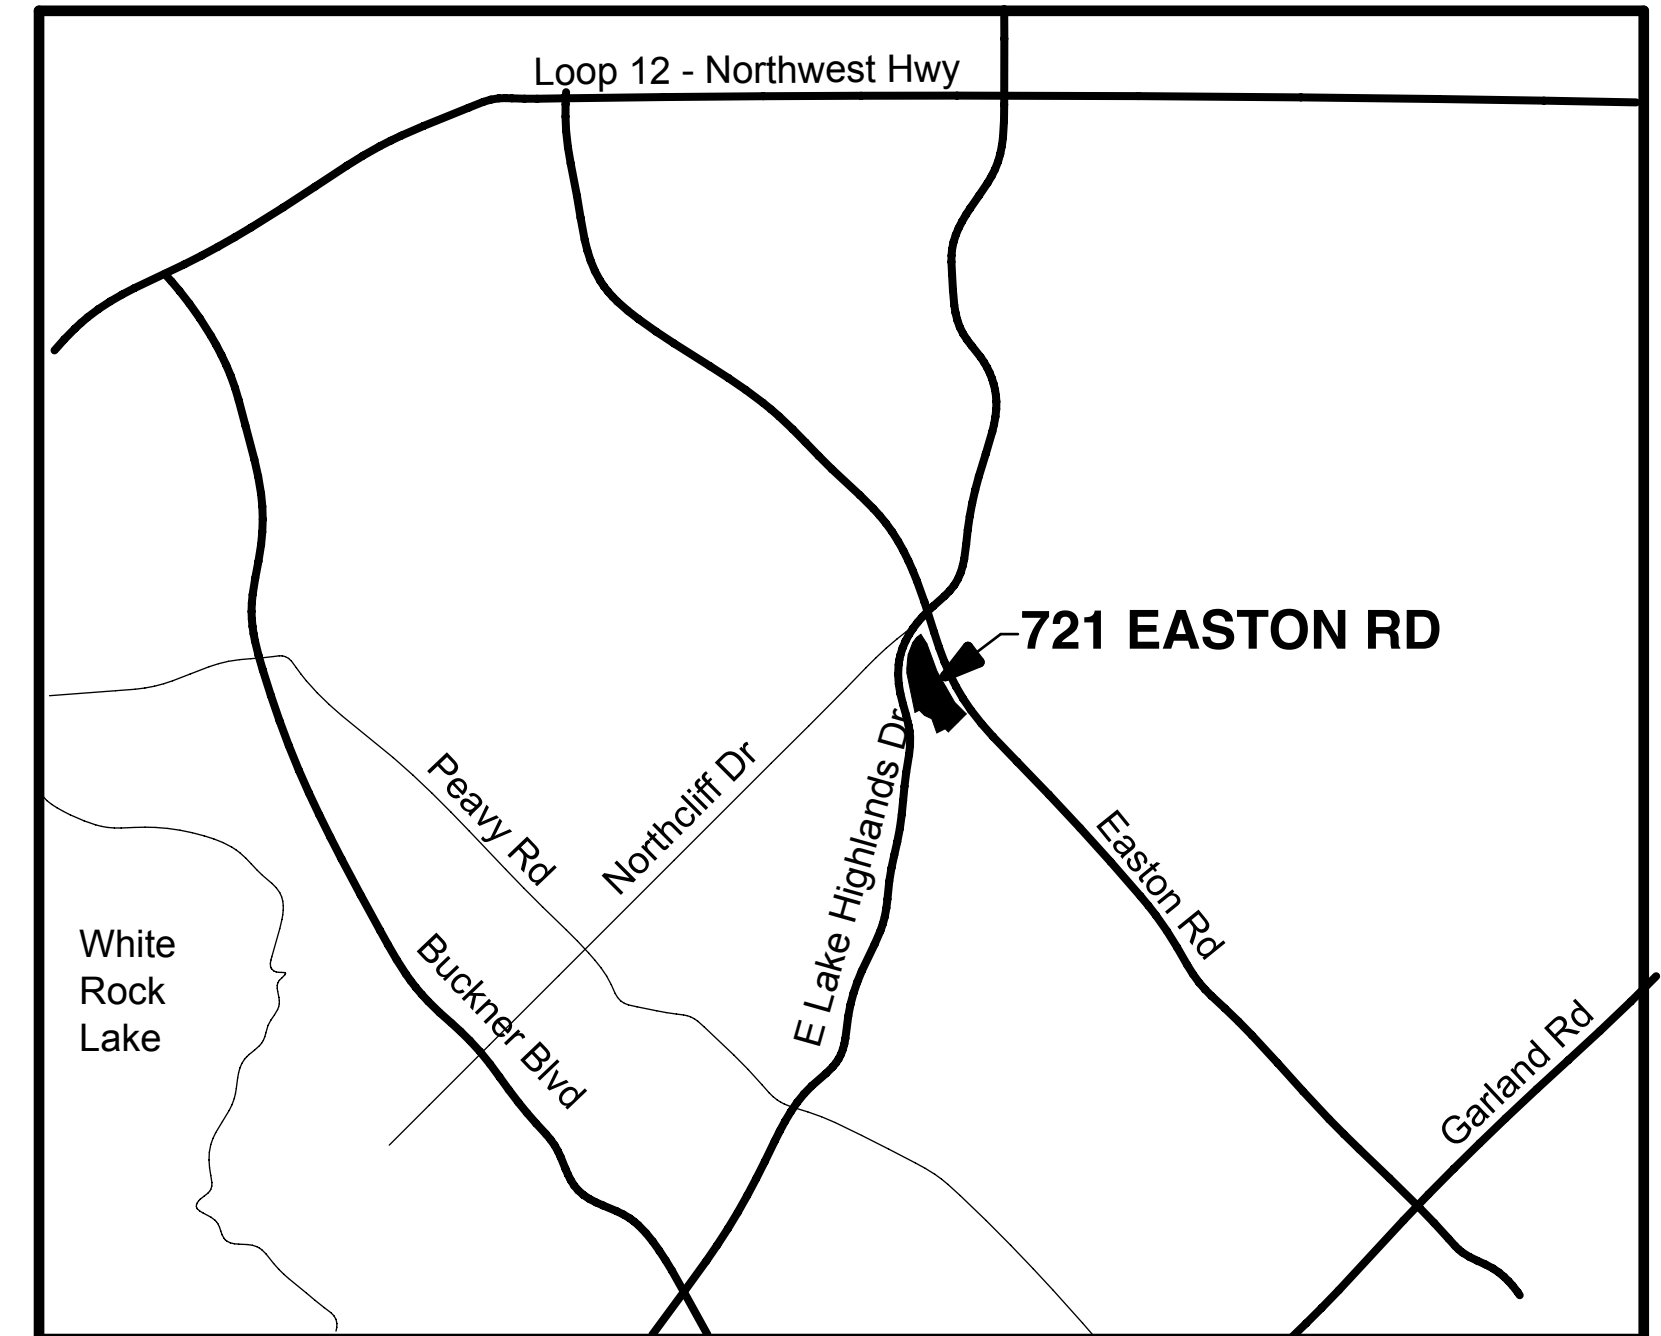 Loop 12 - Northwest Hwy
721 EASTON RD
Peavy Rd
Northcliff Dr
E Lake Highlands Dr
Easton Rd
White
Rock
Lake
Buckner Blvd
Garland Rd